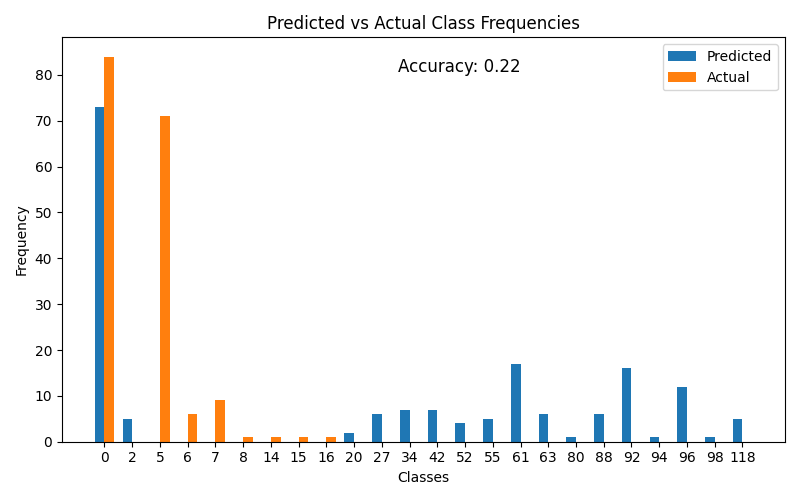 Predicted vs Actual Class Frequencies
Accuracy: 0.22
Predicted
Actual
Frequency
80
70
60
50
40
30
20
10
0
0 2 5 6 7 8 14 15 16 20 27 34 42 52 55 61 63 80 88 92 94 96 98 118
Classes